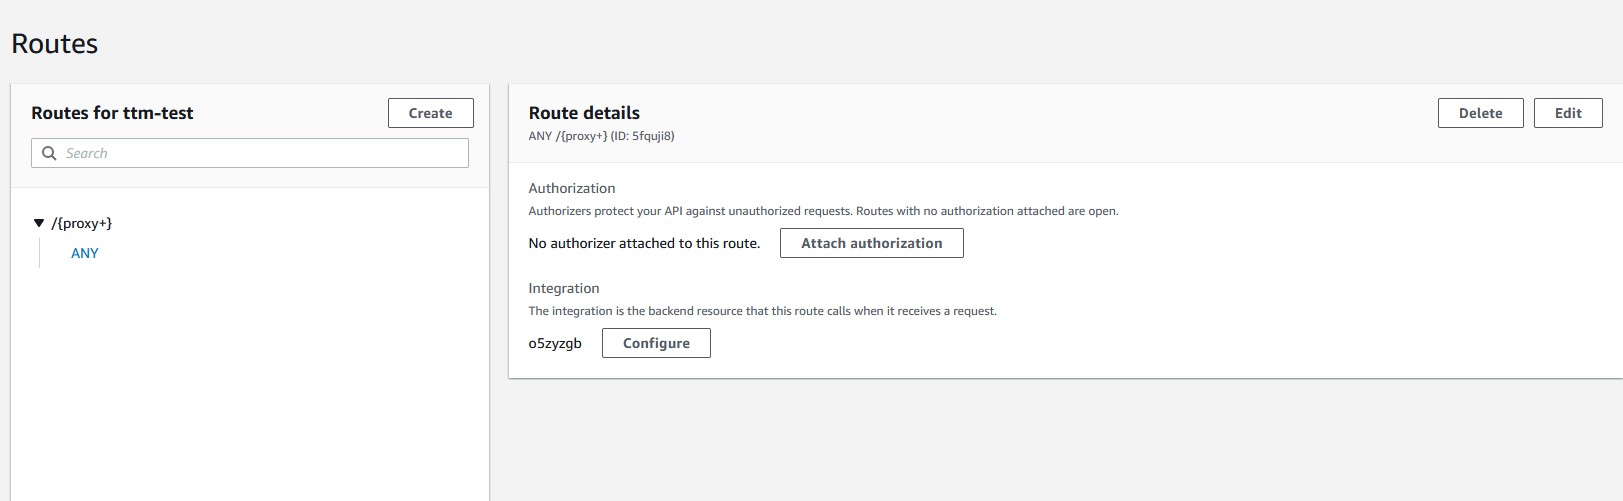 Routes
Routes for ttm-test
Create
Search
/{proxy+}
ANY
Route details
Delete
Edit
ANY /{proxy+} (ID: 5fquji8)
Authorization
Authorizers protect your API against unauthorized requests. Routes with no authorization attached are open.
No authorizer attached to this route.
Attach authorization
Integration
The integration is the backend resource that this route calls when it receives a request.
o5zyzgb
Configure